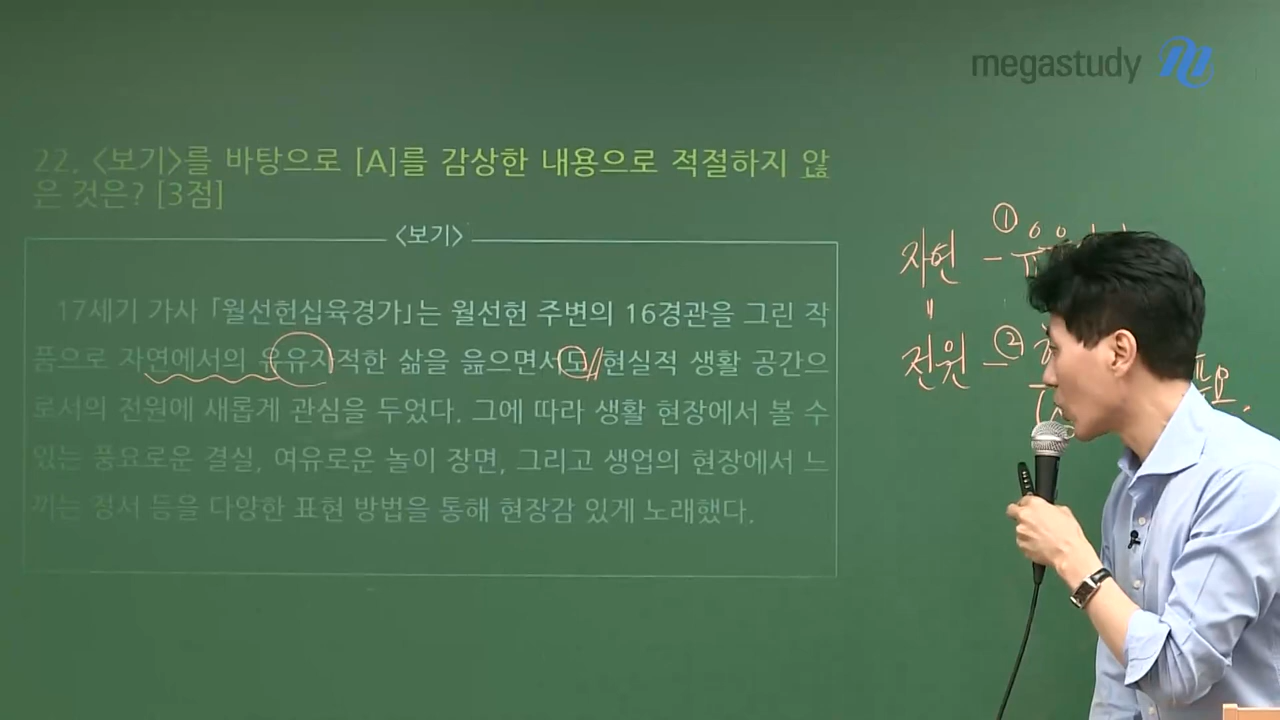 megastudy
22. <보기>를 바탕으로 [A]를 감상한 내용으로 적절하지 않
은 것은? [3점]
<보기>
17세기 가사 「월선헌십육경가」는 월선헌 주변의 16경관을 그린 작
품으로 자연에서의 유유자적한 삶을 읊으면서도 현실적 생활 공간으
로서의 전원에 새롭게 관심을 두었다. 그에 따라 생활 현장에서 볼 수
있는 풍요로운 결실, 여유로운 놀이 장면, 그리고 생업의 현장에서 느
끼는 정서 등을 다양한 표현 방법을 통해 현장감 있게 노래했다.
자연 - ① 유유
"
전원 - ②
풍요.